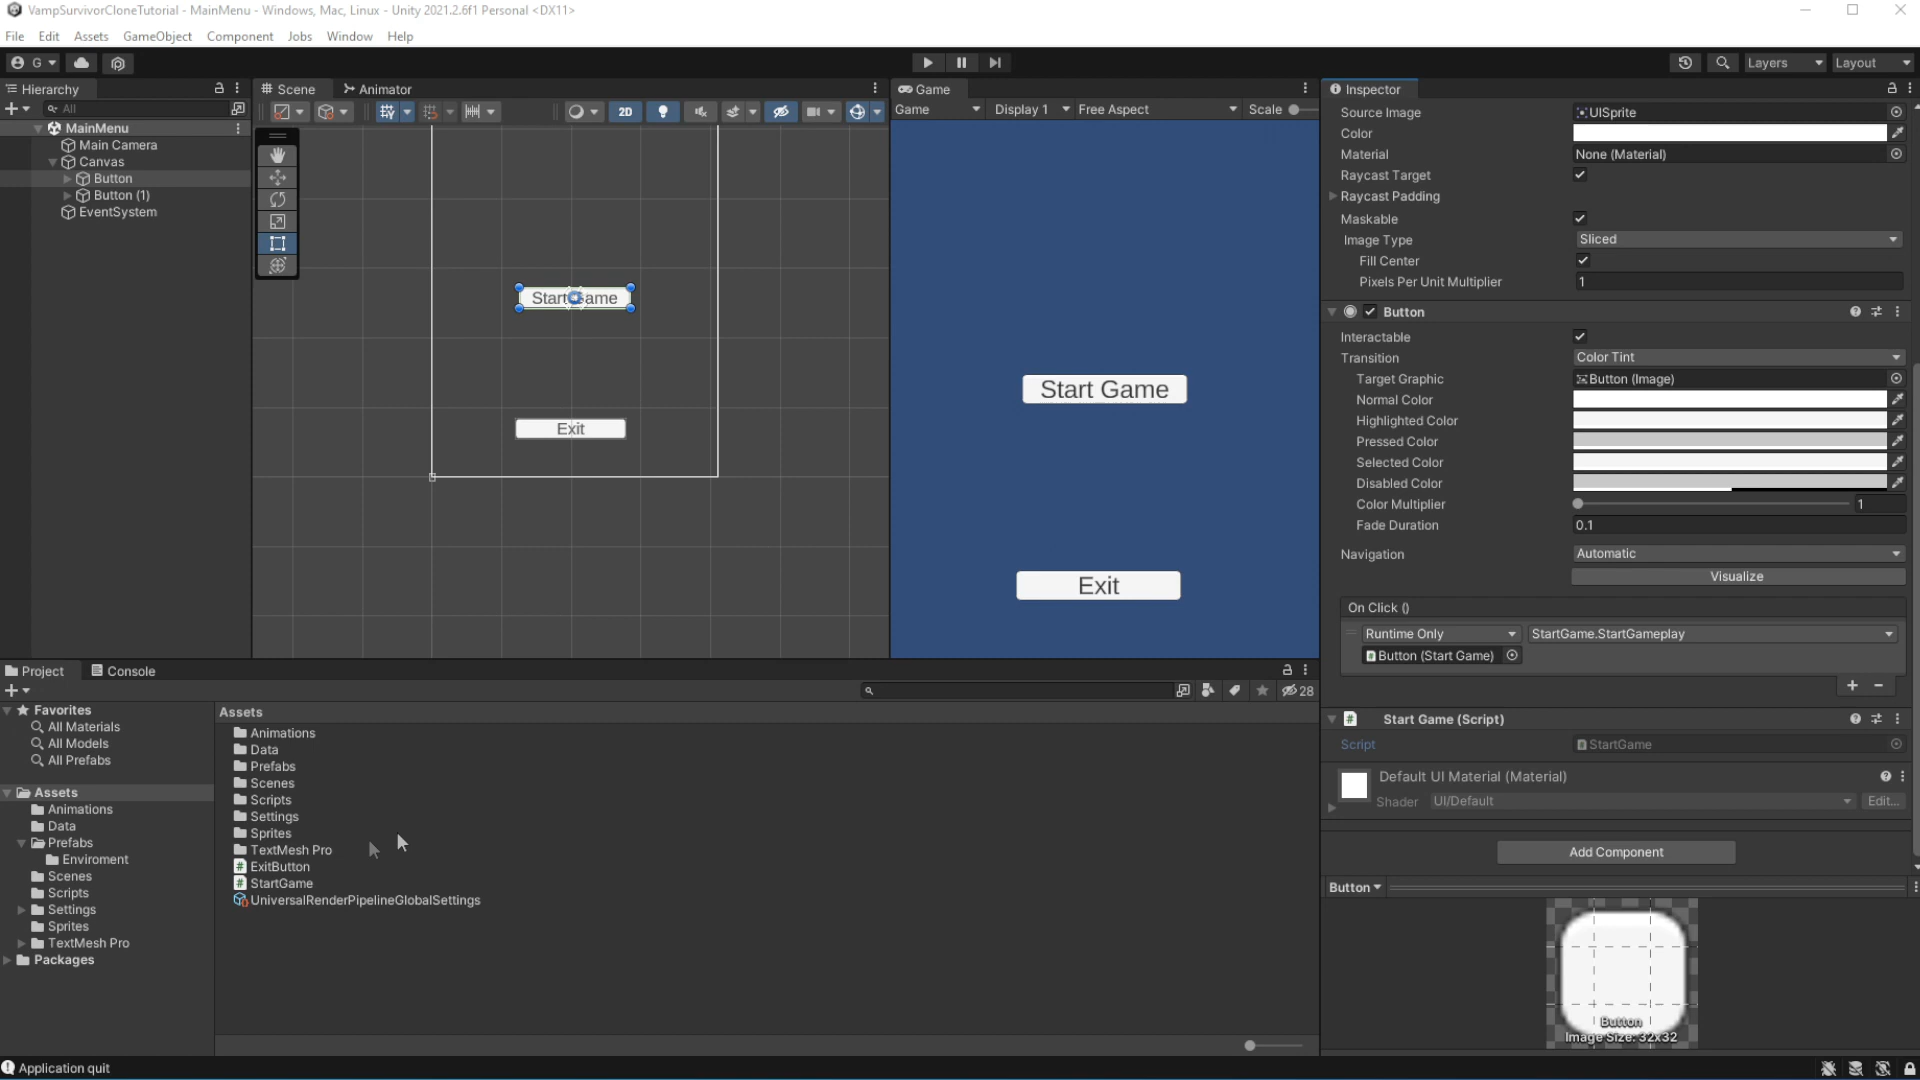 VampSurvivorCloneTutorial - MainMenu - Windows, Mac, Linux - Unity 2021.2.6f1 Personal <DX11>
File Edit Assets GameObject Component Jobs Window Help
G
Layers Layout
Hierarchy
All
MainMenu
Main Camera
Canvas
Button
Button (1)
EventSystem
Scene Animator
2D
Start Game
Exit
Game
Game Display 1 Free Aspect Scale
Start Game
Exit
Inspector
Source Image UISprite
Color
Material None (Material)
Raycast Target
Raycast Padding
Maskable
Image Type Sliced
Fill Center
Pixels Per Unit Multiplier 1
Button
Interactable
Transition Color Tint
Target Graphic Button (Image)
Normal Color
Highlighted Color
Pressed Color
Selected Color
Disabled Color
Color Multiplier 1
Fade Duration 0.1
Navigation Automatic
Visualize
On Click ()
Runtime Only StartGame.StartGameplay
Button (Start Game)
+ -
Start Game (Script)
Script StartGame
Default UI Material (Material)
Shader UI/Default Edit...
Add Component
Button
Button
Image Size: 32x32
Project Console
28
Favorites
All Materials
All Models
All Prefabs
Assets
Animations
Data
Prefabs
Enviroment
Scenes
Scripts
Settings
Sprites
TextMesh Pro
Packages
Assets
Animations
Data
Prefabs
Scenes
Scripts
Settings
Sprites
TextMesh Pro
ExitButton
StartGame
UniversalRenderPipelineGlobalSettings
Application quit